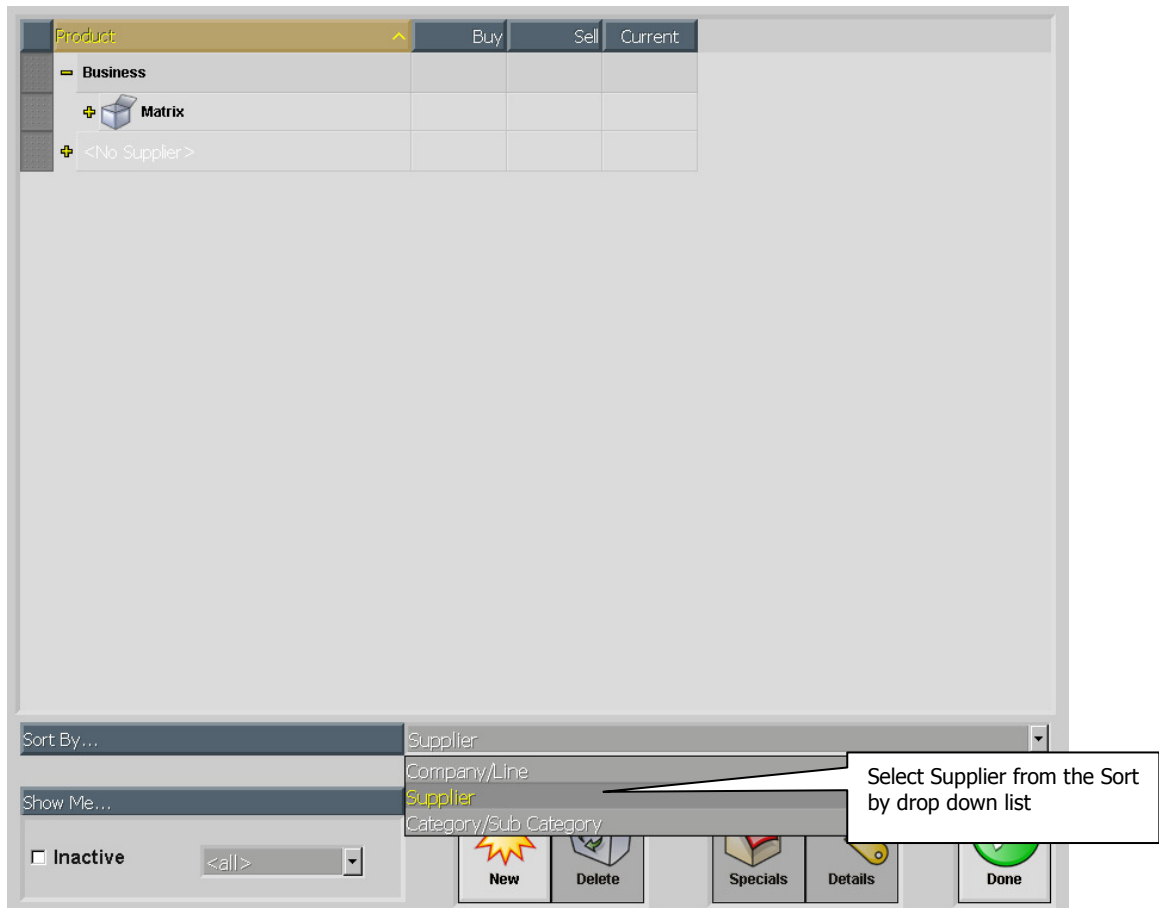 Product Buy Sell Current
Business
Matrix
<No Supplier>
Sort By... Supplier
Company/Line
Supplier
Category/Sub Category
Select Supplier from the Sort
by drop down list
Show Me...
Inactive <all>
New Delete Specials Details Done